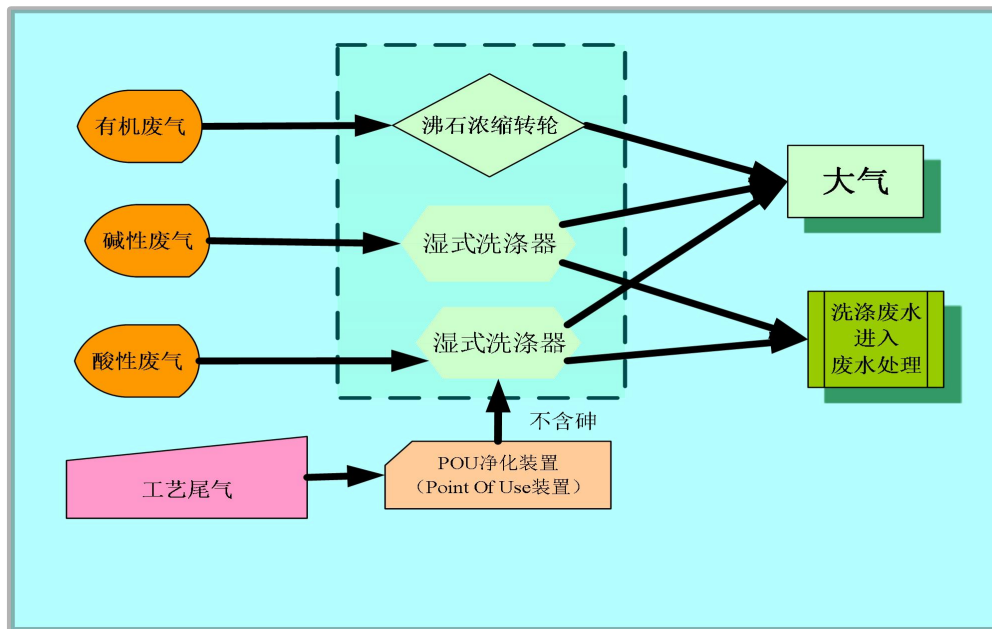 有机废气
沸石浓缩转轮
大气
碱性废气
湿式洗涤器
酸性废气
湿式洗涤器
洗涤废水
进入
废水处理
不含砷
工艺尾气
POU净化装置
（Point Of Use装置）